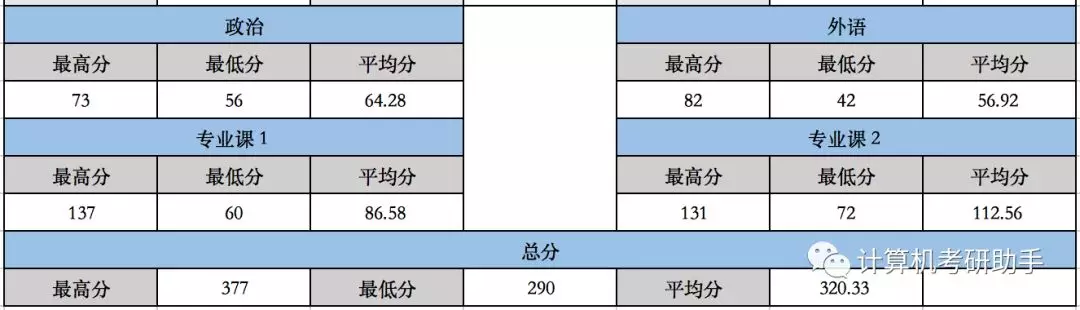 政治 外语
最高分 最低分 平均分 最高分 最低分 平均分
73 56 64.28 82 42 56.92
专业课 1 专业课 2
最高分 最低分 平均分 最高分 最低分 平均分
137 60 86.58 131 72 112.56
总分
计算机考研助手
最高分 377 最低分 290 平均分 320.33